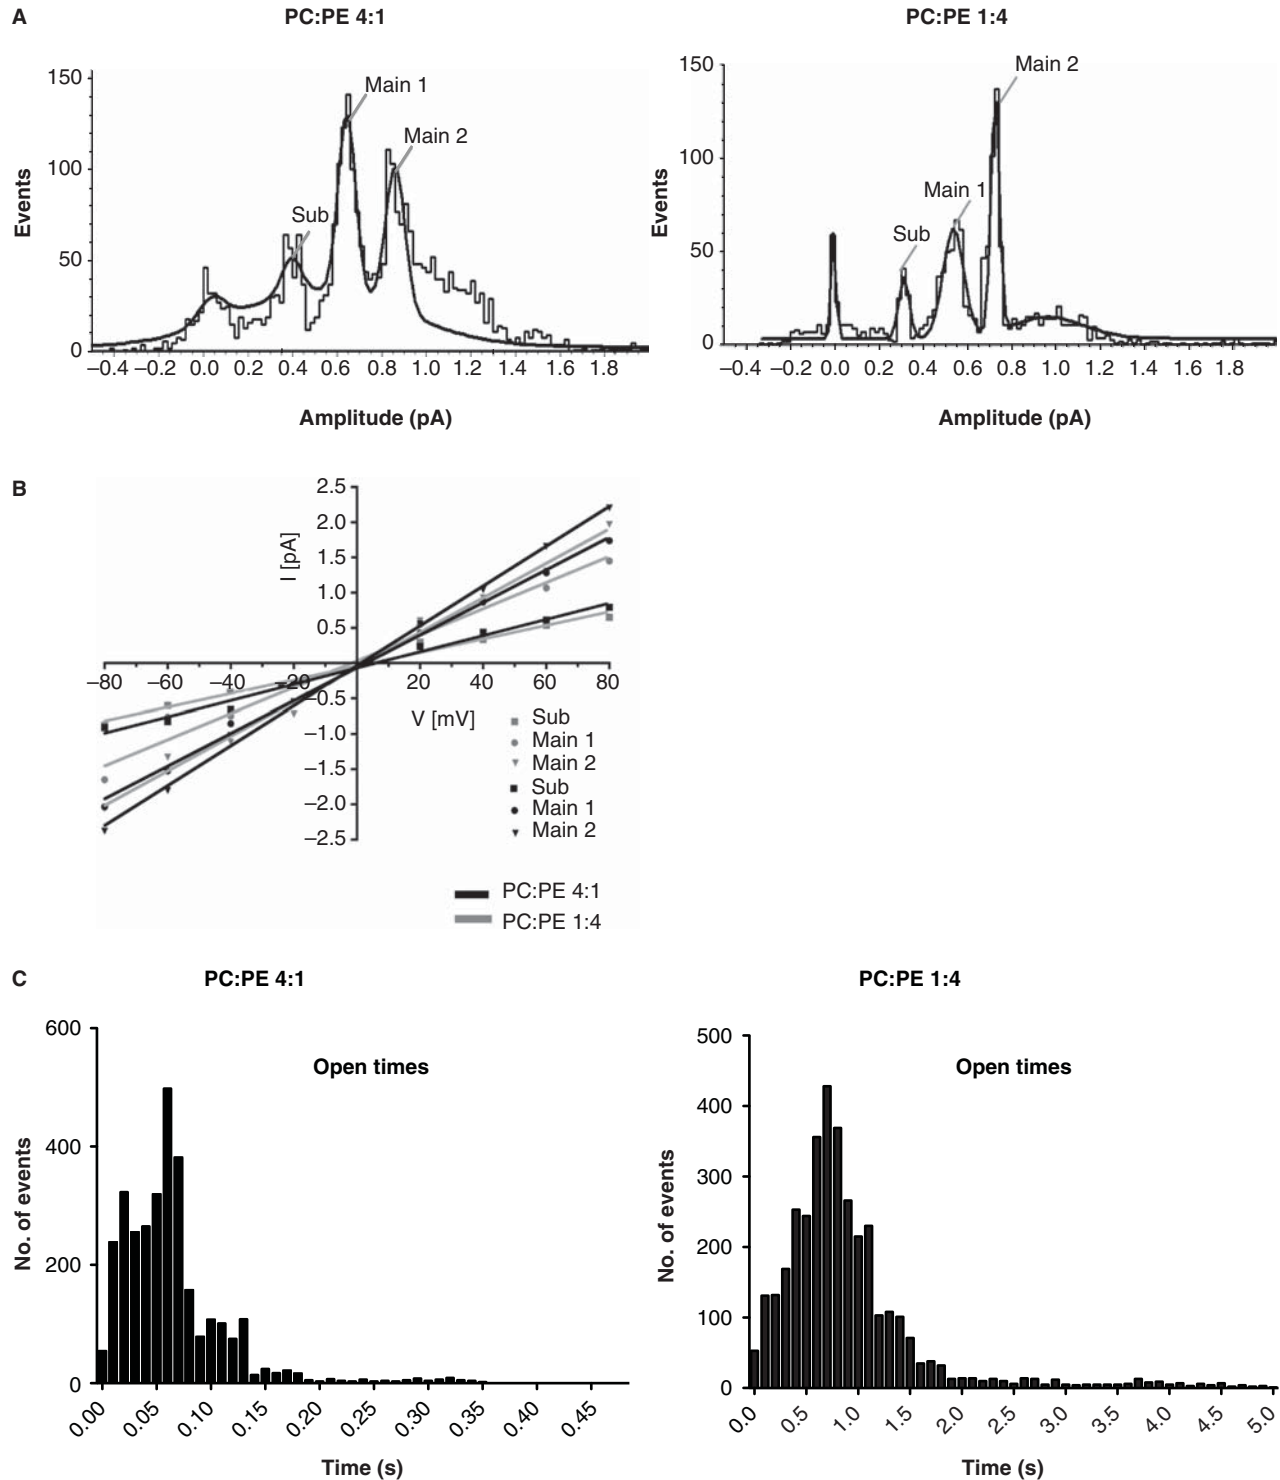 A
PC:PE 4:1
PC:PE 1:4
150
100
50
0
Events
Sub
Main 1
Main 2
–0.4 –0.2 0.0 0.2 0.4 0.6 0.8 1.0 1.2 1.4 1.6 1.8
Amplitude (pA)
150
100
50
0
Events
Sub
Main 1
Main 2
–0.4 –0.2 0.0 0.2 0.4 0.6 0.8 1.0 1.2 1.4 1.6 1.8
Amplitude (pA)
B
2.5
2.0
1.5
1.0
0.5
I [pA]
–80 –60 –40 –20 20 40 60 80
V [mV]
–0.5
–1.0
–1.5
–2.0
–2.5
Sub
Main 1
Main 2
Sub
Main 1
Main 2
PC:PE 4:1
PC:PE 1:4
C
PC:PE 4:1
PC:PE 1:4
600
400
200
0
No. of events
Open times
0.00 0.05 0.10 0.15 0.20 0.25 0.30 0.35 0.40 0.45
Time (s)
500
400
300
200
100
0
No. of events
Open times
0.0 0.5 1.0 1.5 2.0 2.5 3.0 3.5 4.0 4.5 5.0
Time (s)